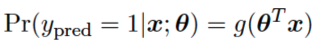 Pr(y_pred = 1|x; θ) = g(θ^T x)